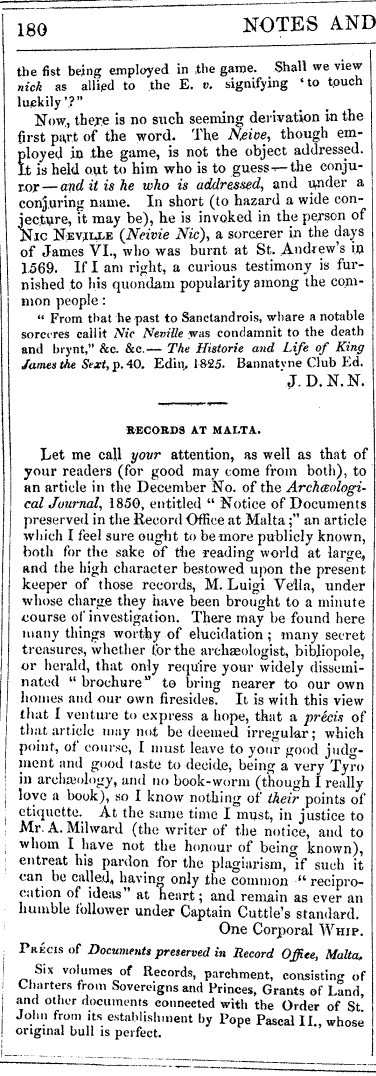 180 NOTES AND
the fist being employed in the game. Shall we view
nick as allied to the E. v. signifying ‘to touch
luckily’?”
Now, there is no such seeming derivation in the
first part of the word. The Neive, though em-
ployed in the game, is not the object addressed.
It is held out to him who is to guess—the conju-
ror—and it is he who is addressed, and under a
conjuring name. In short (to hazard a wide con-
jecture, it may be), he is invoked in the person of
NIC NEVILLE (Neivie Nic), a sorcerer in the days
of James VI., who was burnt at St. Andrew's in
1569. If I am right, a curious testimony is fur-
nished to his quondam popularity among the com-
mon people:
“ From that he past to Sanctandrois, whare a notable
sorceres callit Nic Neville was condamnit to the death
and brynt,” &c. &c.— The Historie and Life of King
James the Sext, p. 40. Edin. 1825. Bannatyne Club Ed.
J. D. N. N.
RECORDS AT MALTA.
Let me call your attention, as well as that of
your readers (for good may come from both), to
an article in the December No. of the Archæologi-
cal Journal, 1850, entitled “ Notice of Documents
preserved in the Record Office at Malta;” an article
which I feel sure ought to be more publicly known,
both for the sake of the reading world at large,
and the high character bestowed upon the present
keeper of those records, M. Luigi Vella, under
whose charge they have been brought to a minute
course of investigation. There may be found here
many things worthy of elucidation; many secret
treasures, whether for the archæologist, bibliopole,
or herald, that only require your widely dissemi-
nated “ brochure” to bring nearer to our own
homes and our own firesides. It is with this view
that I venture to express a hope, that a précis of
that article may not be deemed irregular; which
point, of course, I must leave to your good judg-
ment and good taste to decide, being a very Tyro
in archæology, and no book-worm (though I really
love a book), so I know nothing of their points of
etiquette. At the same time I must, in justice to
Mr. A. Milward (the writer of the notice, and to
whom I have not the honour of being known),
entreat his pardon for the plagiarism, if such it
can be called, having only the common “ recipro-
cation of ideas” at heart; and remain as ever an
humble follower under Captain Cuttle's standard.
One Corporal WHIP.
PRÉCIS of Documents preserved in Record Office, Malta.
Six volumes of Records, parchment, consisting of
Charters from Sovereigns and Princes, Grants of Land,
and other documents connected with the Order of St.
John from its establishment by Pope Pascal II., whose
original bull is perfect.